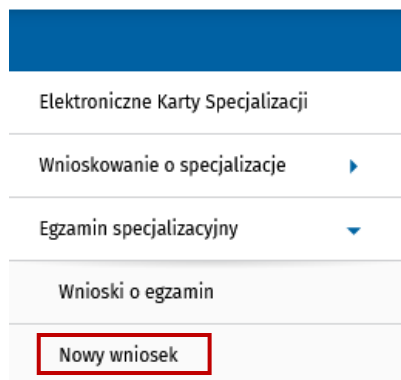 Elektroniczne Karty Specjalizacji
Wnioskowanie o specjalizacje
Egzamin specjalizacyjny
Wnioski o egzamin
Nowy wniosek